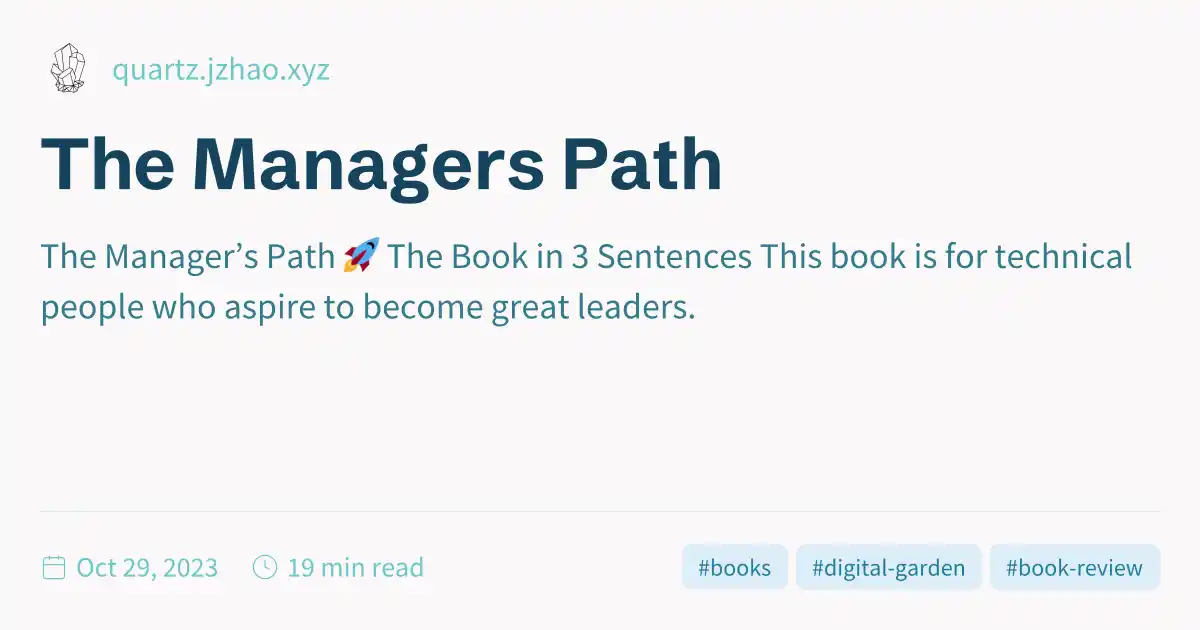 quartz.jzhao.xyz
The Managers Path
The Manager’s Path 🚀 The Book in 3 Sentences This book is for technical
people who aspire to become great leaders.
Oct 29, 2023 19 min read #books #digital-garden #book-review